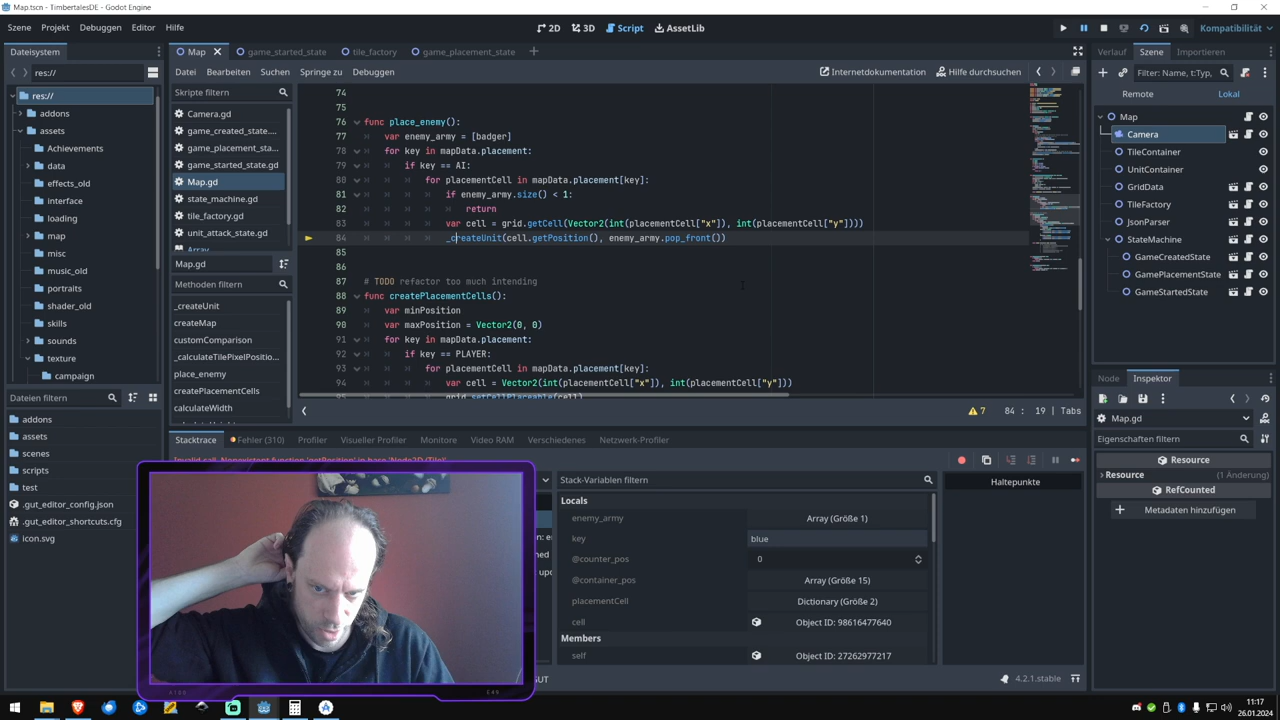 Map.tscn - TimbertalesDE - Godot Engine
Szene Projekt Debuggen Editor Hilfe
2D 3D Script AssetLib
Kompatibilität
Dateisystem
Map game_started_state tile_factory game_placement_state
Verlauf Szene Importieren
res://
Datei Bearbeiten Suchen Springe zu Debuggen
Internetdokumentation Hilfe durchsuchen
Filter: Name, t:Typ,
Skripte filtern
Remote Lokal
res://
addons
assets
Achievements
data
effects_old
interface
loading
map
misc
music_old
portraits
shader_old
skills
sounds
texture
campaign
Dateien filtern
addons
assets
scenes
scripts
test
.gut_editor_config.json
.gut_editor_shortcuts.cfg
icon.svg
Camera.gd
game_created_state....
game_placement_sta...
game_started_state.gd
Map.gd
state_machine.gd
tile_factory.gd
unit_attack_state.gd
Array
Map.gd
Methoden filtern
_createUnit
createMap
customComparison
_calculateTilePixelPositio...
place_enemy
createPlacementCells
calculateWidth
74
75
76 func place_enemy():
77 var enemy_army = [badger]
78 for key in mapData.placement:
79 if key == AI:
80 for placementCell in mapData.placement[key]:
81 if enemy_army.size() < 1:
82 return
83 var cell = grid.getCell(Vector2(int(placementCell["x"]), int(placementCell["y"])))
84 _createUnit(cell.getPosition(), enemy_army.pop_front())
85
86
87 # TODO refactor too much intending
88 func createPlacementCells():
89 var minPosition
90 var maxPosition = Vector2(0, 0)
91 for key in mapData.placement:
92 if key == PLAYER:
93 for placementCell in mapData.placement[key]:
94 var cell = Vector2(int(placementCell["x"]), int(placementCell["y"]))
grid.setCellPlaceable(cell)
7 84 : 19 | Tabs
Map
Camera
TileContainer
UnitContainer
GridData
TileFactory
JsonParser
StateMachine
GameCreatedState
GamePlacementState
GameStartedState
Node Inspektor
Map.gd
Eigenschaften filtern
Resource
Resource (1 Änderung)
RefCounted
Metadaten hinzufügen
Stacktrace Fehler (310) Profiler Visueller Profiler Monitore Video RAM Verschiedenes Netzwerk-Profiler
Invalid call. Nonexistent function 'getPosition' in base 'Node2D (Tile)'.
Stack-Variablen filtern
Haltepunkte
Locals
enemy_army Array (Größe 1)
key blue
@counter_pos 0
@container_pos Array (Größe 15)
placementCell Dictionary (Größe 2)
cell Object ID: 98616477640
Members
self Object ID: 27262977217
GUT
4.2.1.stable
11:17
26.01.2024